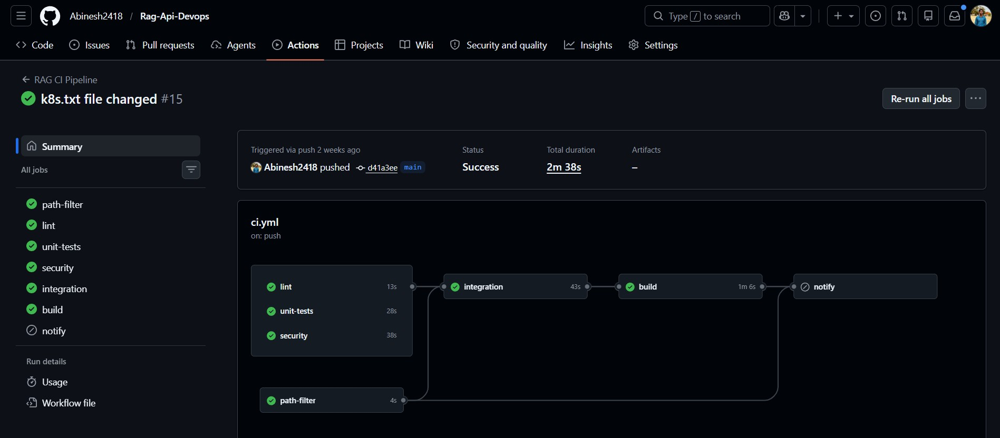 Abinesh2418 / Rag-Api-Devops
Type / to search
Code
Issues
Pull requests
Agents
Actions
Projects
Wiki
Security and quality
Insights
Settings
RAG CI Pipeline
k8s.txt file changed #15
Re-run all jobs
Summary
All jobs
path-filter
lint
unit-tests
security
integration
build
notify
Run details
Usage
Workflow file
Triggered via push 2 weeks ago
Abinesh2418 pushed d41a3ee main
Status
Success
Total duration
2m 38s
Artifacts
–
ci.yml
on: push
lint 13s
unit-tests 28s
security 38s
integration 43s
build 1m 6s
notify
path-filter 4s